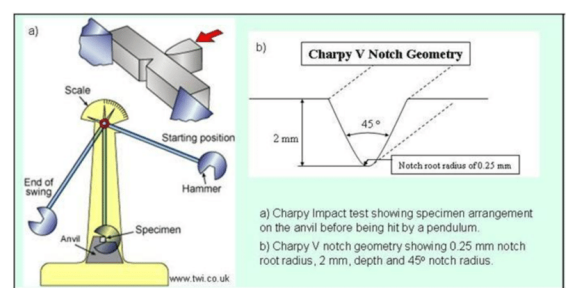 a)
Scale
Starting position
Hammer
End of
swing
Specimen
Anvil
www.twi.co.uk
b)
Charpy V Notch Geometry
45 º
2 mm
Notch root radius of 0.25 mm
a) Charpy Impact test showing specimen arrangement
on the anvil before being hit by a pendulum.
b) Charpy V notch geometry showing 0.25 mm notch
root radius, 2 mm, depth and 45º notch radius.